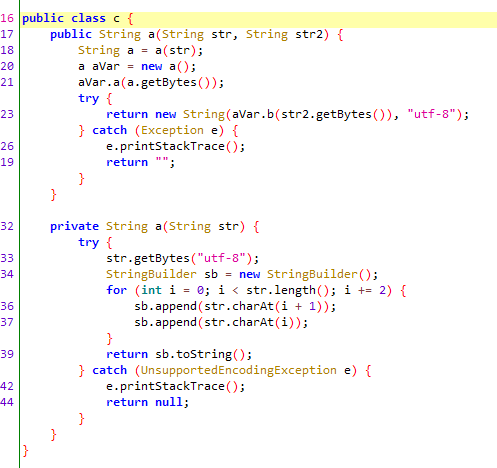 16 public class c {
17     public String a(String str, String str2) {
18         String a = a(str);
20         a aVar = new a();
21         aVar.a(a.getBytes());
           try {
23             return new String(aVar.b(str2.getBytes()), "utf-8");
           } catch (Exception e) {
26             e.printStackTrace();
19             return "";
           }
       }
32     private String a(String str) {
           try {
33             str.getBytes("utf-8");
34             StringBuilder sb = new StringBuilder();
               for (int i = 0; i < str.length(); i += 2) {
36                 sb.append(str.charAt(i + 1));
37                 sb.append(str.charAt(i));
               }
39             return sb.toString();
           } catch (UnsupportedEncodingException e) {
42             e.printStackTrace();
44             return null;
           }
       }
   }